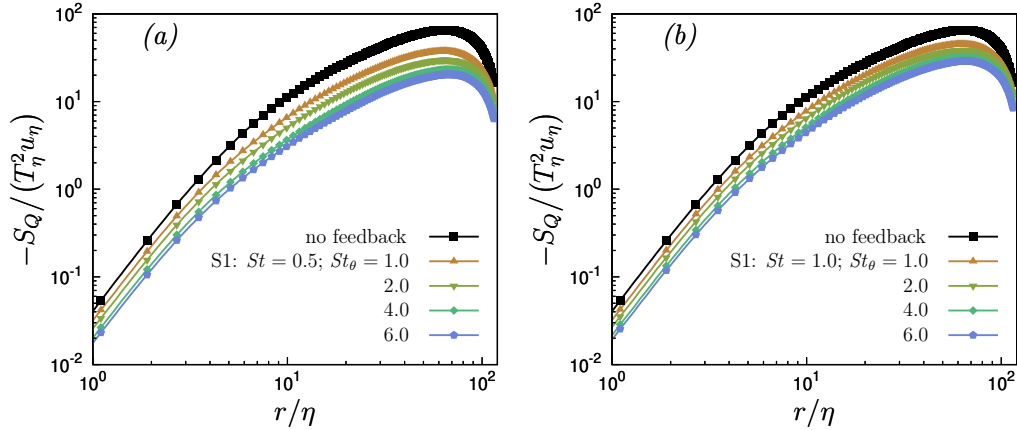 (a)
−S_Q/(T_η^2 u_η)
10^2
10^1
10^0
10^-1
10^-2
no feedback
S1: St = 0.5; St_θ = 1.0
2.0
4.0
6.0
10^0
10^1
10^2
r/η
(b)
−S_Q/(T_η^2 u_η)
10^2
10^1
10^0
10^-1
10^-2
no feedback
S1: St = 1.0; St_θ = 1.0
2.0
4.0
6.0
10^0
10^1
10^2
r/η